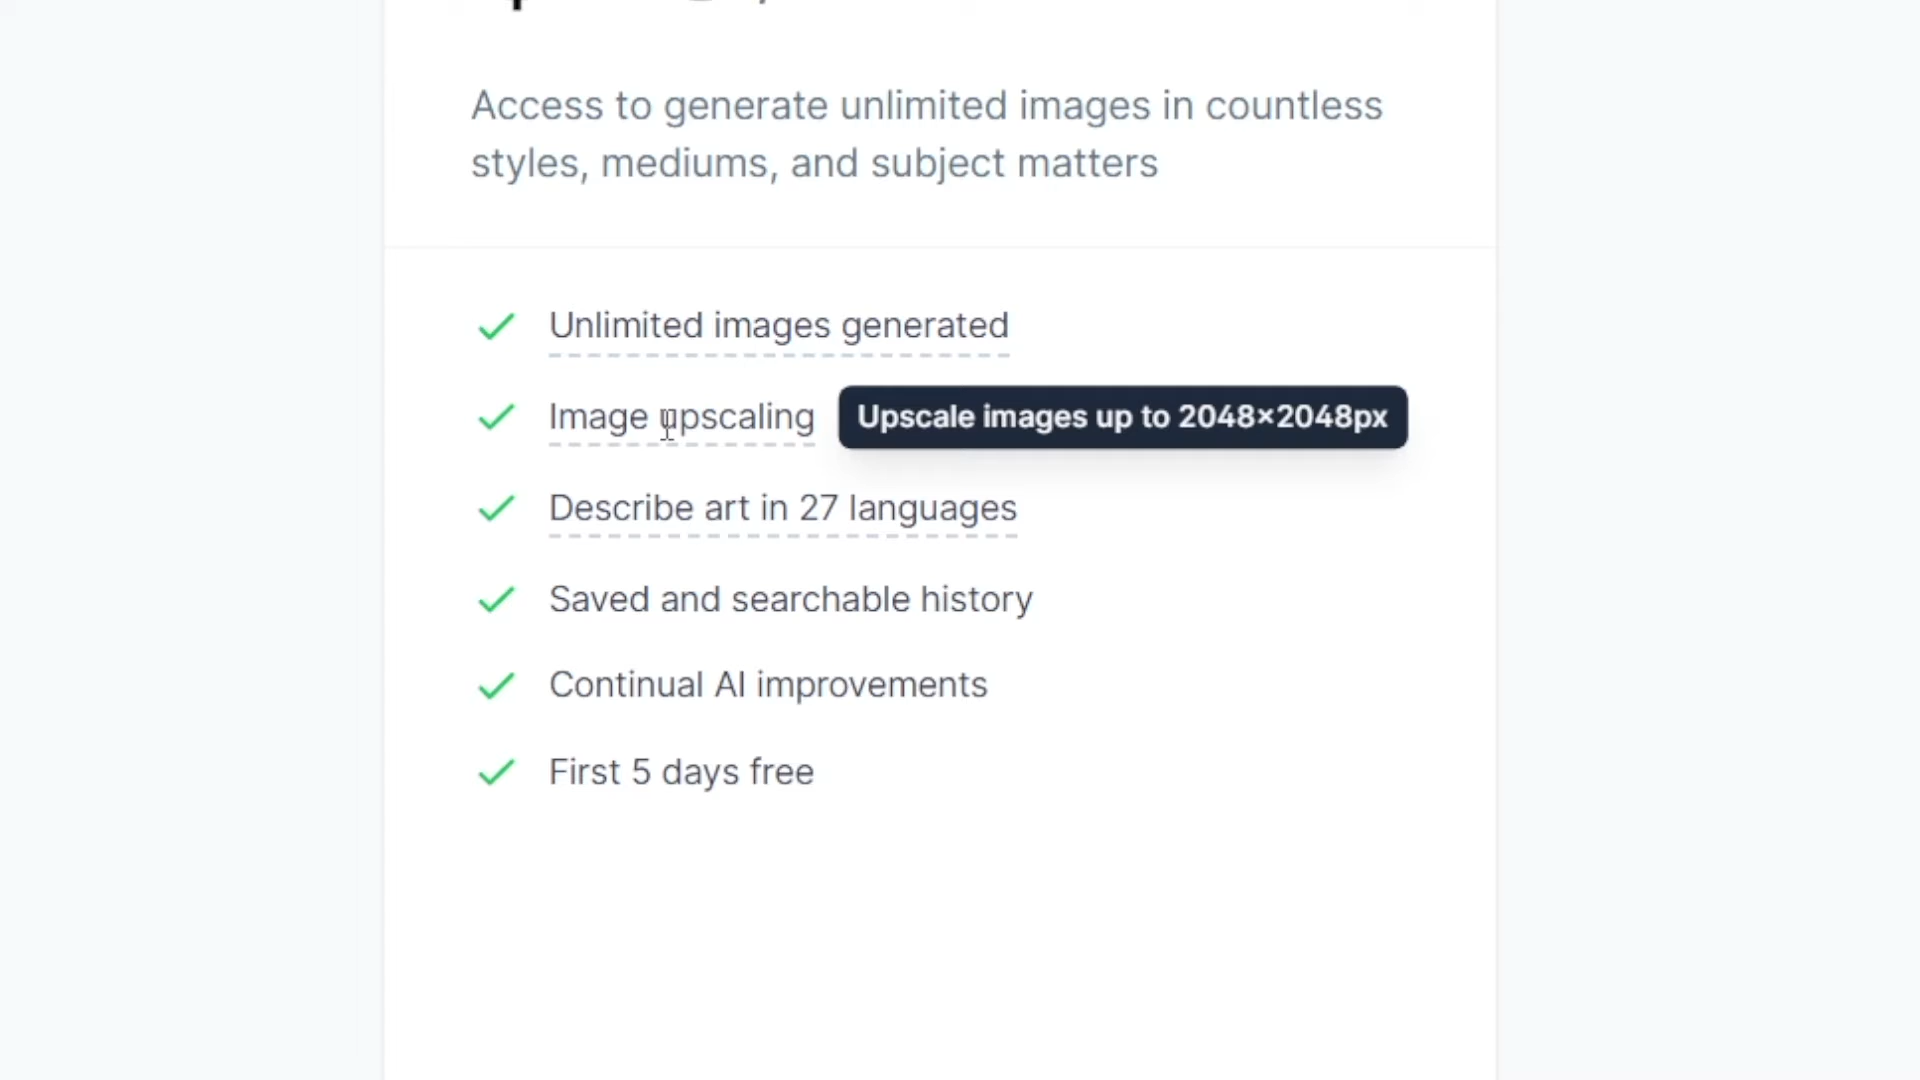 Access to generate unlimited images in countless
styles, mediums, and subject matters
Unlimited images generated
Image upscaling
Upscale images up to 2048×2048px
Describe art in 27 languages
Saved and searchable history
Continual AI improvements
First 5 days free